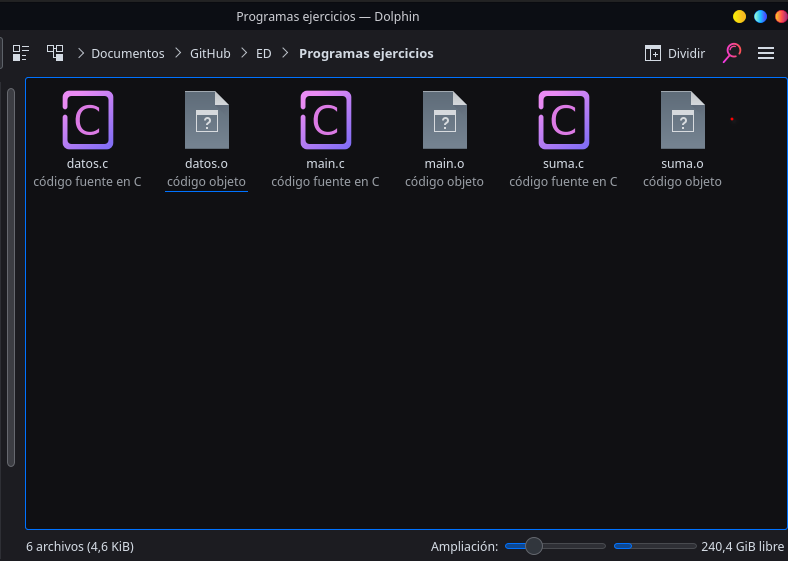 Programas ejercicios — Dolphin
Documentos GitHub ED Programas ejercicios Dividir
C ? C ? C ?
datos.c datos.o main.c main.o suma.c suma.o
código fuente en C código objeto código fuente en C código objeto código fuente en C código objeto
6 archivos (4,6 KiB) Ampliación: 240,4 GiB libre